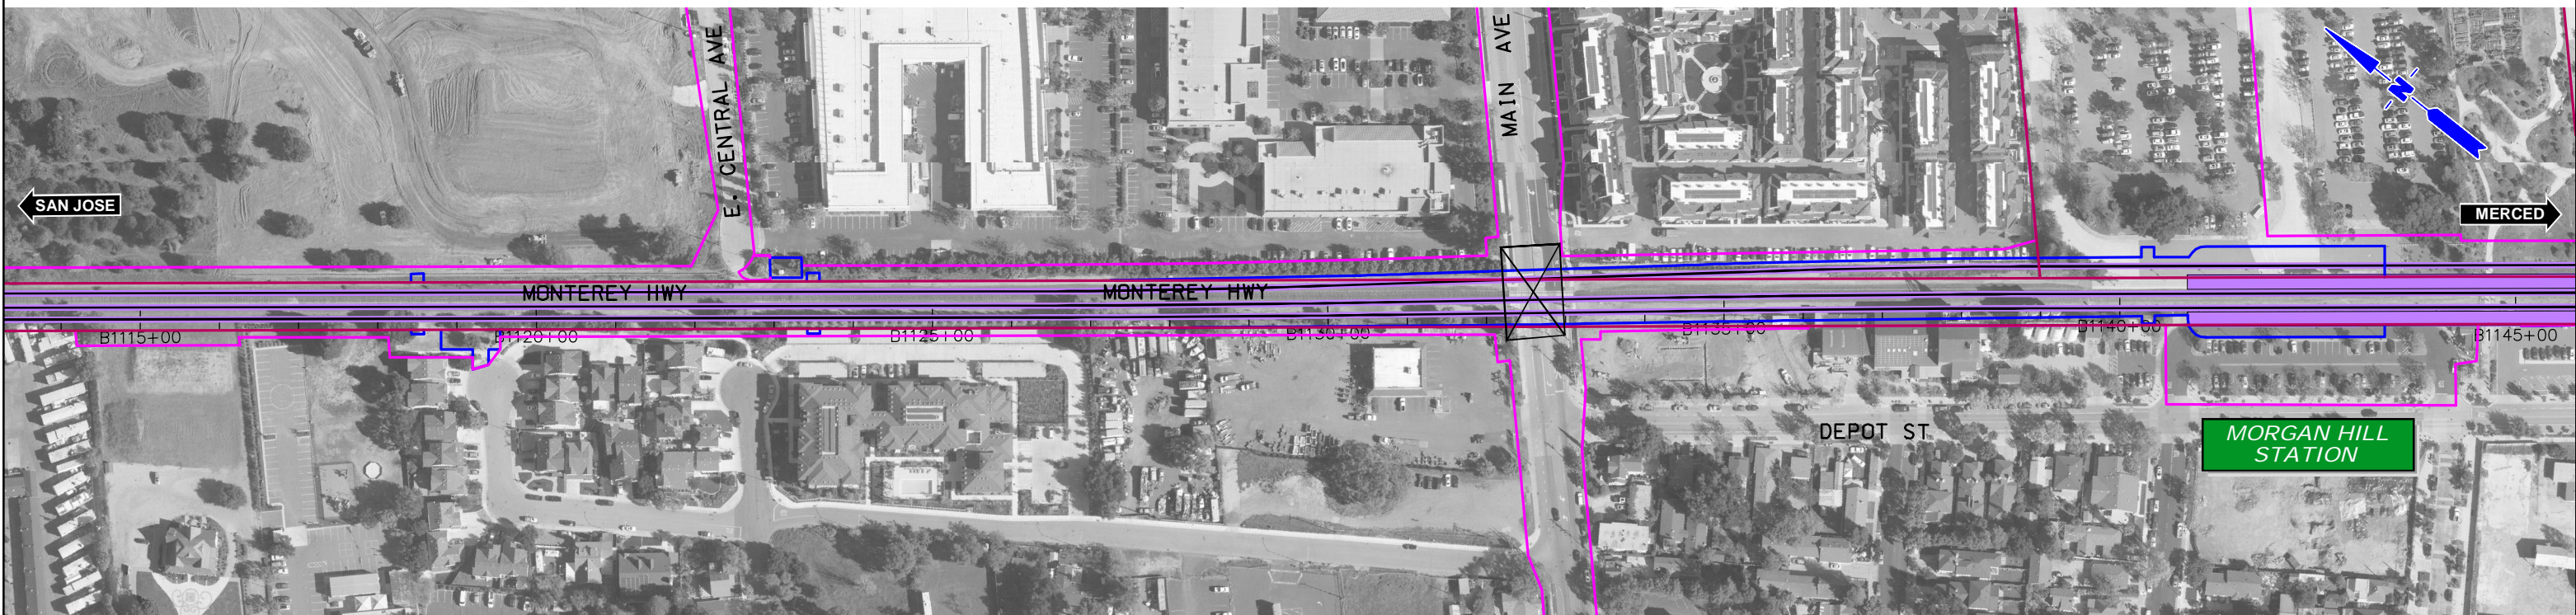 E. CENTRAL AVE
MAIN AVE
N
SAN JOSE
MERCED
MONTEREY HWY
MONTEREY HWY
B1115+00
B1120+00
B1125+00
B1130+00
B1135+00
B1140+00
B1145+00
DEPOT ST
MORGAN HILL
STATION